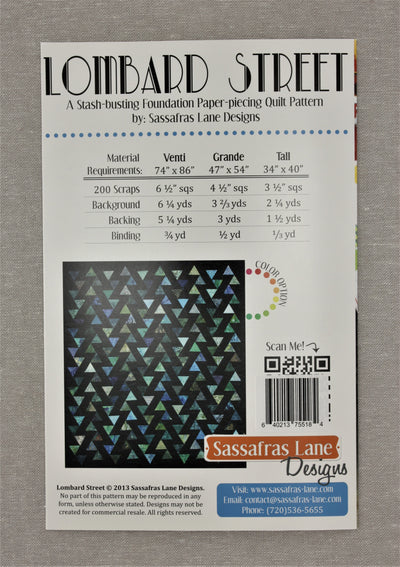 LOMBARD STREET
A Stash-busting Foundation Paper-piecing Quilt Pattern
by: Sassafras Lane Designs
Material Venti Grande Tall
Requirements: 74" x 86" 47" x 54" 34" x 40"
200 Scraps 6 ½" sqs 4 ½" sqs 3 ½" sqs
Background 6 ¼ yds 3 ⅔ yds 2 ¼ yds
Backing 5 ¼ yds 3 yds 1 ½ yds
Binding ¾ yd ½ yd ⅓ yd
COLOR OPTION
Scan Me!
6 40213 75518 4
Sassafras Lane
Designs
Visit: www.sassafras-lane.com
Email: contact@sassafras-lane.com
Phone: (720)536-5655
Lombard Street © 2013 Sassafras Lane Designs.
No part of this pattern may be reproduced in any
form, unless otherwise stated. Designs may not be
created for commercial resale. All rights reserved.